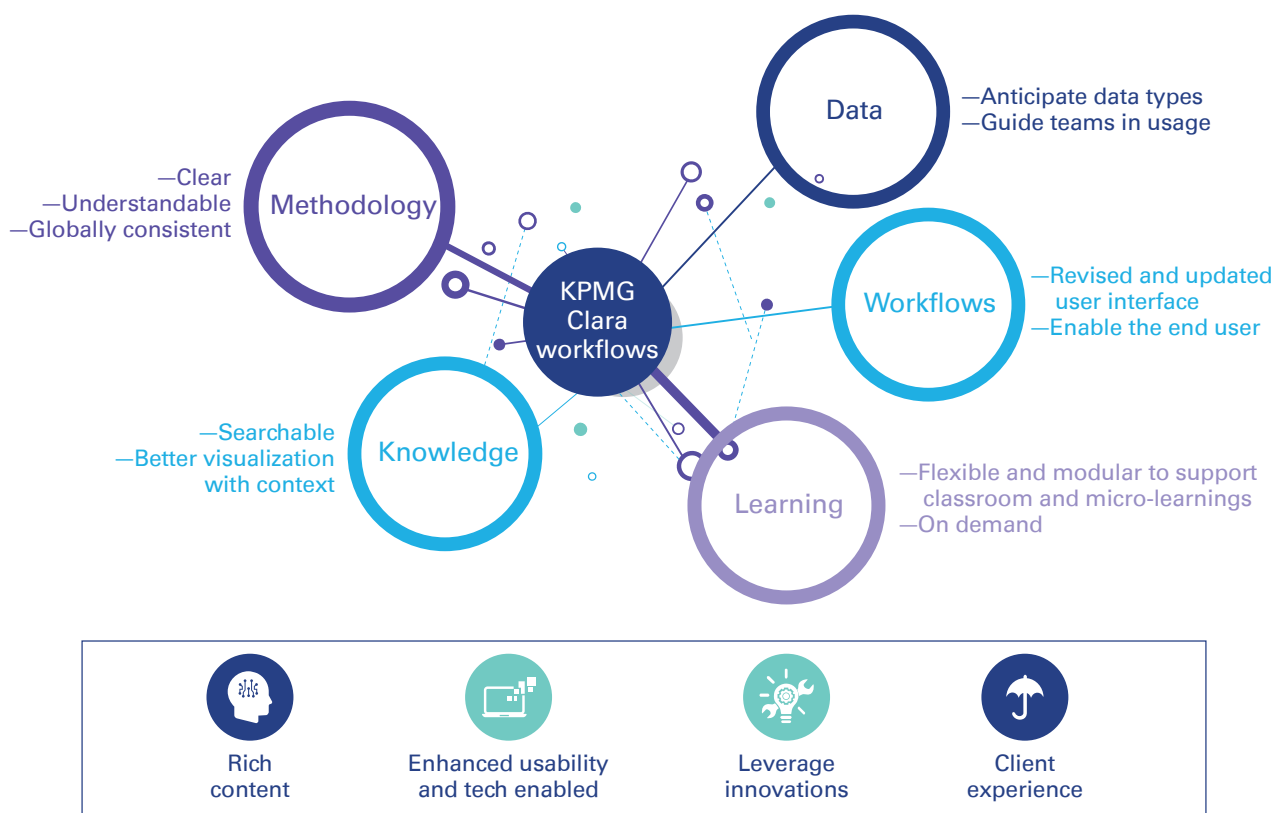 Methodology
—Clear
—Understandable
—Globally consistent
Data
—Anticipate data types
—Guide teams in usage
KPMG
Clara
workflows
Workflows
—Revised and updated
user interface
—Enable the end user
Knowledge
—Searchable
—Better visualization
with context
Learning
—Flexible and modular to support
classroom and micro-learnings
—On demand
Rich
content
Enhanced usability
and tech enabled
Leverage
innovations
Client
experience